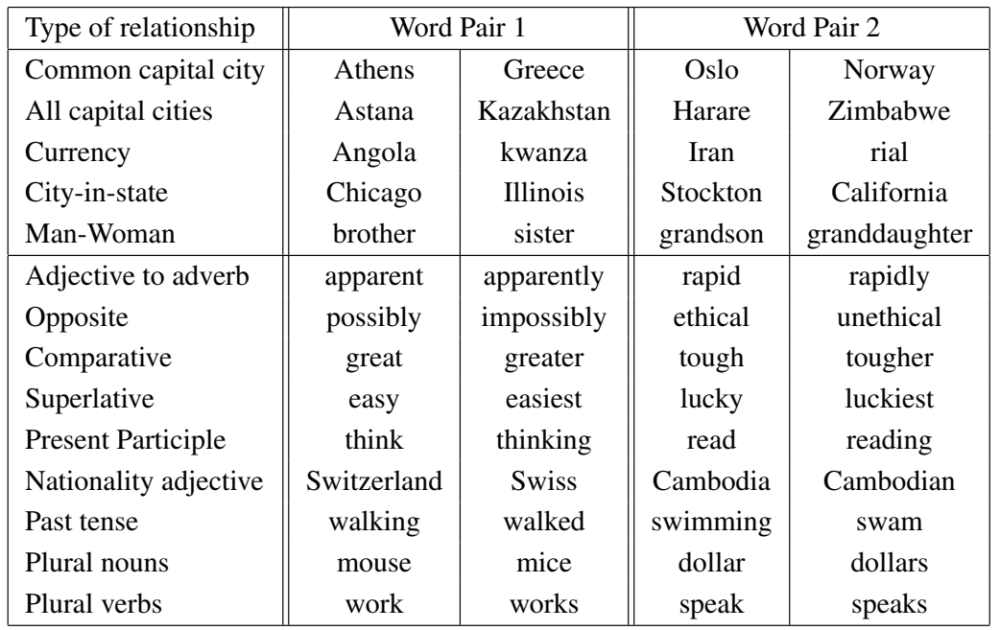 Type of relationship Word Pair 1 Word Pair 2
Common capital city Athens Greece Oslo Norway
All capital cities Astana Kazakhstan Harare Zimbabwe
Currency Angola kwanza Iran rial
City-in-state Chicago Illinois Stockton California
Man-Woman brother sister grandson granddaughter
Adjective to adverb apparent apparently rapid rapidly
Opposite possibly impossibly ethical unethical
Comparative great greater tough tougher
Superlative easy easiest lucky luckiest
Present Participle think thinking read reading
Nationality adjective Switzerland Swiss Cambodia Cambodian
Past tense walking walked swimming swam
Plural nouns mouse mice dollar dollars
Plural verbs work works speak speaks